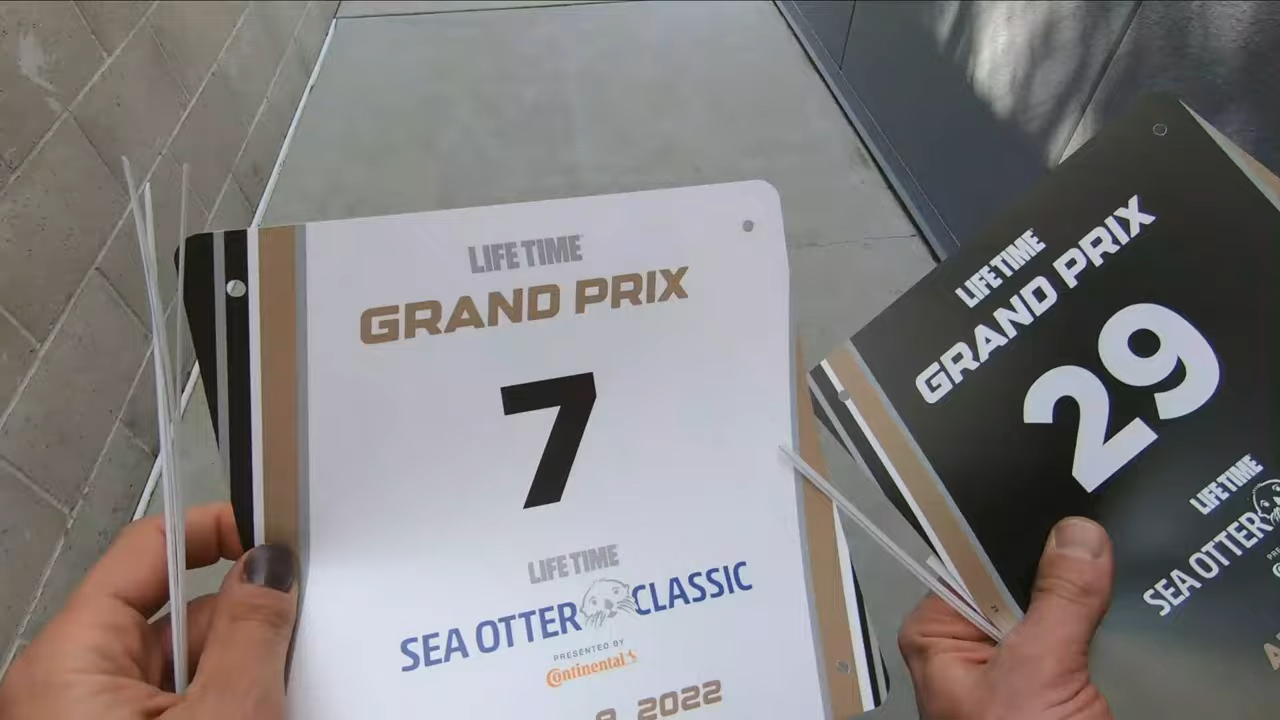 LIFE TIME
GRAND PRIX
7
LIFE TIME
SEA OTTER CLASSIC
PRESENTED BY
Continental
2022
LIFE TIME
GRAND PRIX
29
LIFE TIME
SEA OTTER